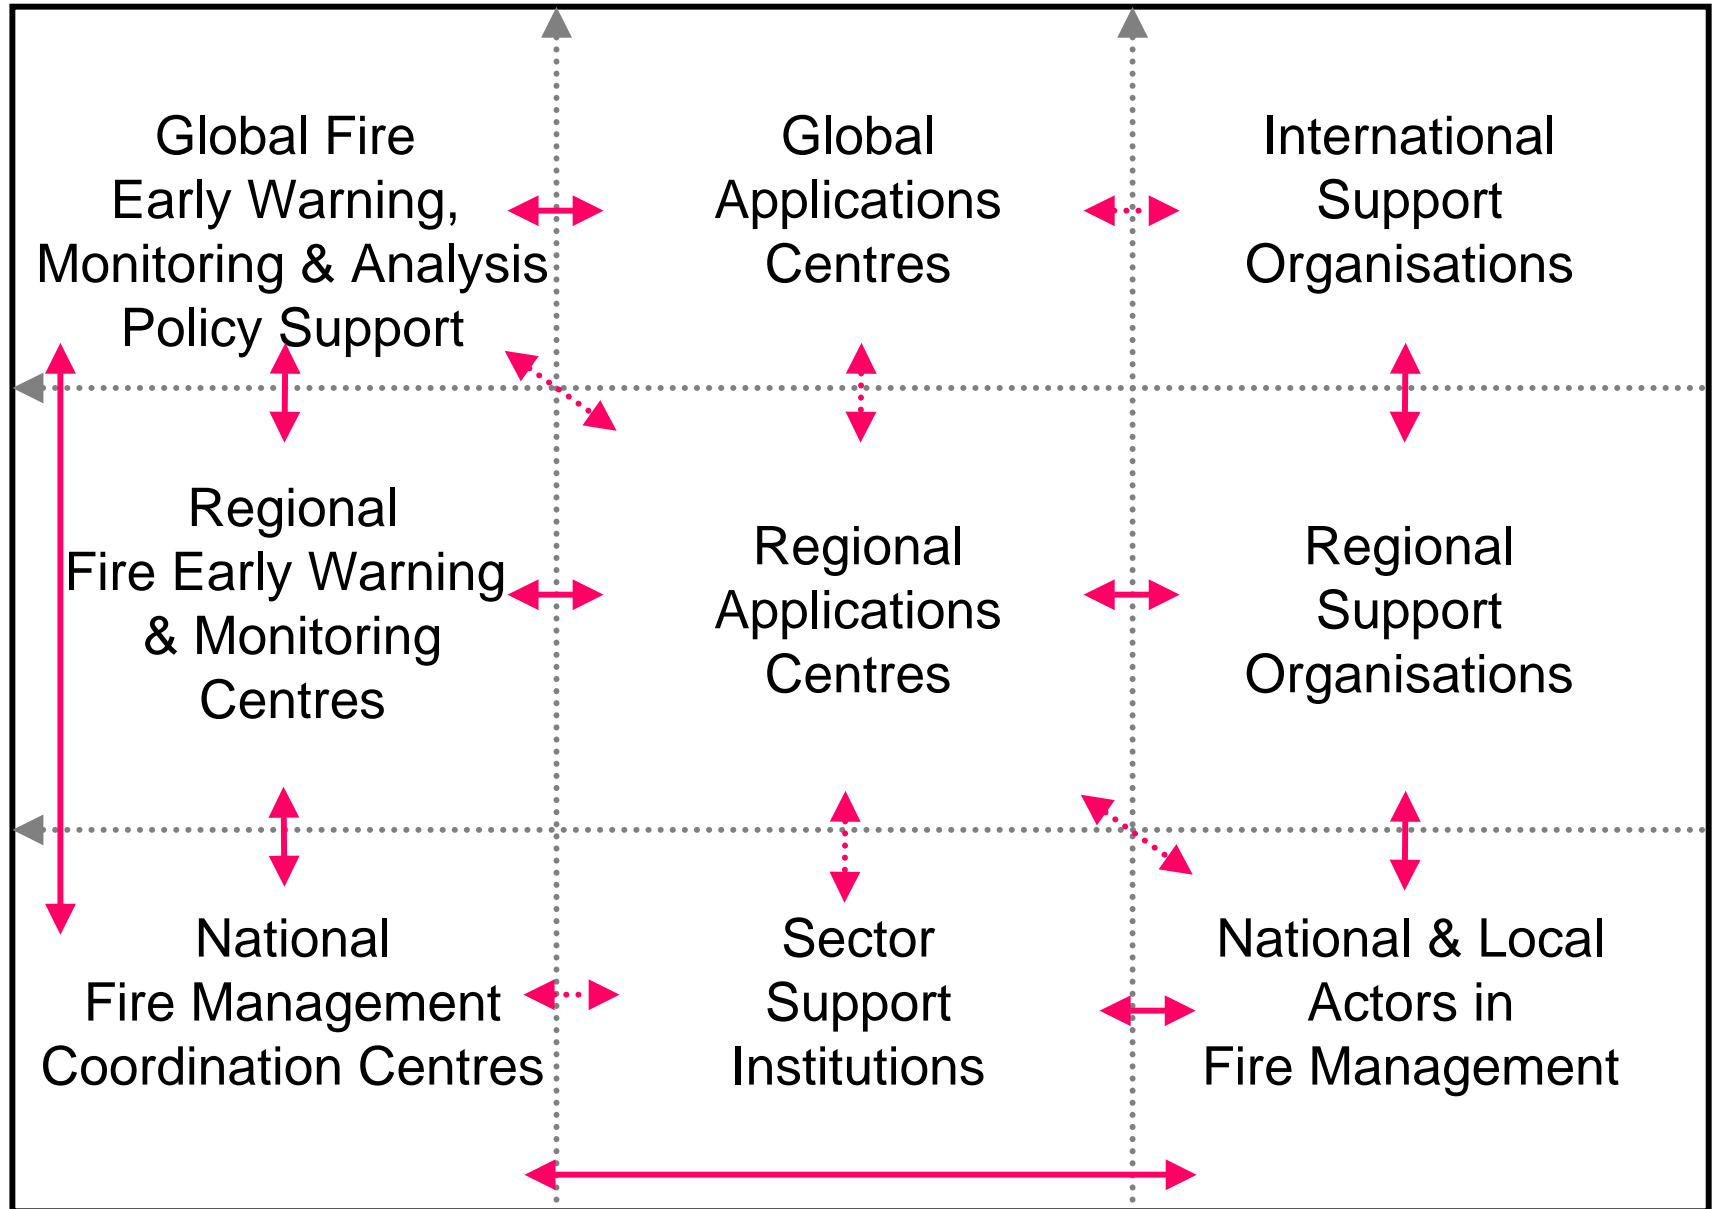 Global Fire
Early Warning,
Monitoring & Analysis
Policy Support
Global
Applications
Centres
International
Support
Organisations
Regional
Fire Early Warning
& Monitoring
Centres
Regional
Applications
Centres
Regional
Support
Organisations
National
Fire Management
Coordination Centres
Sector
Support
Institutions
National & Local
Actors in
Fire Management